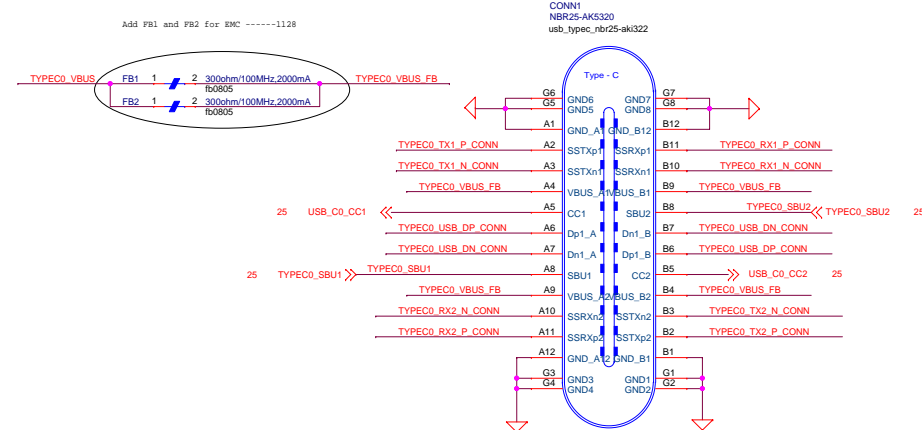 CONN1
NBR25-AK5320
usb_typec_nbr25-aki322
Add FB1 and FB2 for EMC ------1128
TYPEC0_VBUS FB1 1 2 300ohm/100MHz,2000mA TYPEC0_VBUS_FB
fb0805
FB2 1 2 300ohm/100MHz,2000mA
fb0805
Type - C
G6 GND6 GND7 G7
G5 GND5 GND8 G8
A1 GND_A1 GND_B12 B12
TYPEC0_TX1_P_CONN A2 SSTXp1 SSRXp1 B11 TYPEC0_RX1_P_CONN
TYPEC0_TX1_N_CONN A3 SSTXn1 SSRXn1 B10 TYPEC0_RX1_N_CONN
TYPEC0_VBUS_FB A4 VBUS_A1 VBUS_B1 B9 TYPEC0_VBUS_FB
25 USB_C0_CC1 A5 CC1 SBU2 B8 TYPEC0_SBU2 TYPEC0_SBU2 25
TYPEC0_USB_DP_CONN A6 Dp1_A Dn1_B B7 TYPEC0_USB_DN_CONN
TYPEC0_USB_DN_CONN A7 Dn1_A Dp1_B B6 TYPEC0_USB_DP_CONN
25 TYPEC0_SBU1 TYPEC0_SBU1 A8 SBU1 CC2 B5 USB_C0_CC2 25
TYPEC0_VBUS_FB A9 VBUS_A2 VBUS_B2 B4 TYPEC0_VBUS_FB
TYPEC0_RX2_N_CONN A10 SSRXn2 SSTXn2 B3 TYPEC0_TX2_N_CONN
TYPEC0_RX2_P_CONN A11 SSRXp2 SSTXp2 B2 TYPEC0_TX2_P_CONN
A12 GND_A12 GND_B1 B1
G3 GND3 GND1 G1
G4 GND4 GND2 G2